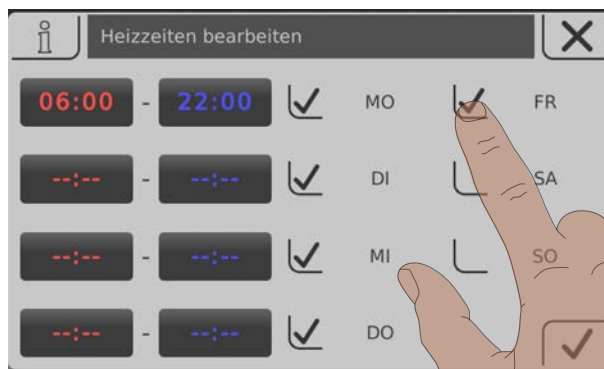 Heizzeiten bearbeiten
06:00 - 22:00 MO FR
--:-- - --:-- DI SA
--:-- - --:-- MI SO
--:-- - --:-- DO